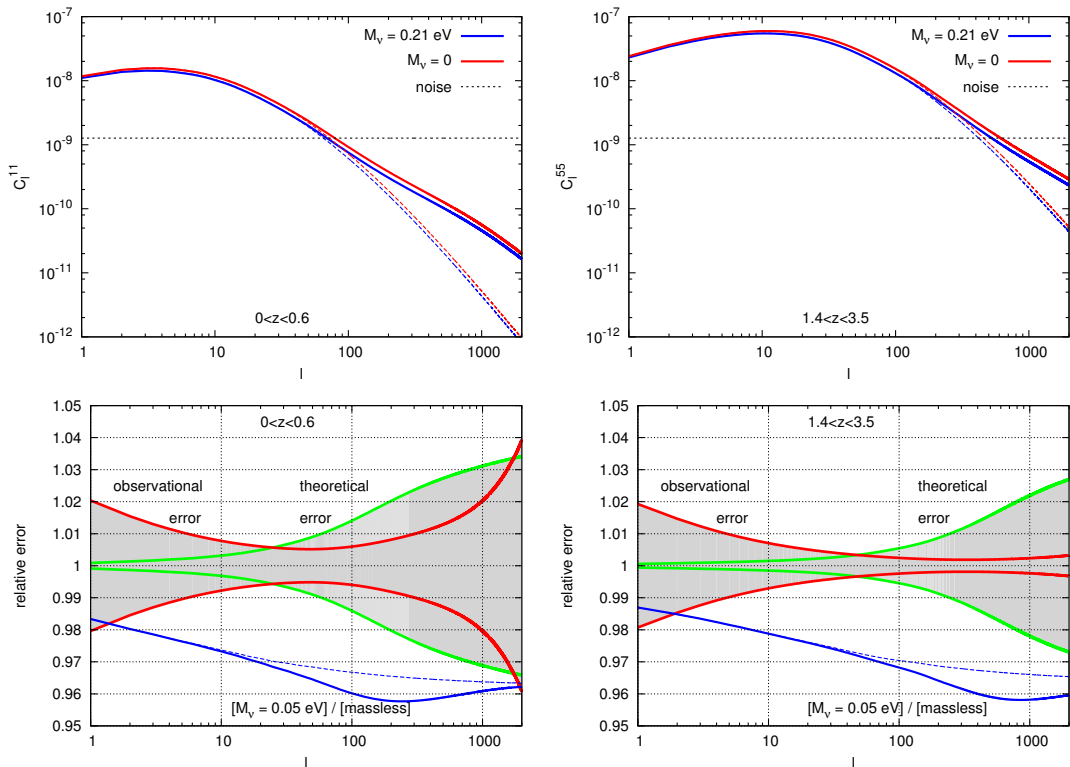 10^-7
10^-8
10^-9
10^-10
10^-11
10^-12
C_l^11
M_ν = 0.21 eV
M_ν = 0
noise
0<z<0.6
1 10 100 1000
l
10^-7
10^-8
10^-9
10^-10
10^-11
10^-12
C_l^55
M_ν = 0.21 eV
M_ν = 0
noise
1.4<z<3.5
1 10 100 1000
l
1.05
1.04
1.03
1.02
1.01
1
0.99
0.98
0.97
0.96
0.95
relative error
0<z<0.6
observational theoretical
error error
[M_ν = 0.05 eV] / [massless]
1 10 100 1000
l
1.05
1.04
1.03
1.02
1.01
1
0.99
0.98
0.97
0.96
0.95
relative error
1.4<z<3.5
observational theoretical
error error
[M_ν = 0.05 eV] / [massless]
1 10 100 1000
l